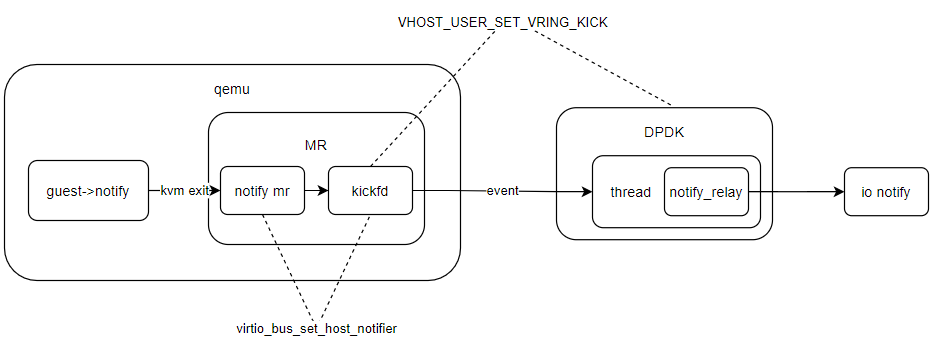 VHOST_USER_SET_VRING_KICK
qemu
MR
guest->notify
kvm exit
notify mr
kickfd
event
DPDK
thread
notify_relay
io notify
virtio_bus_set_host_notifier